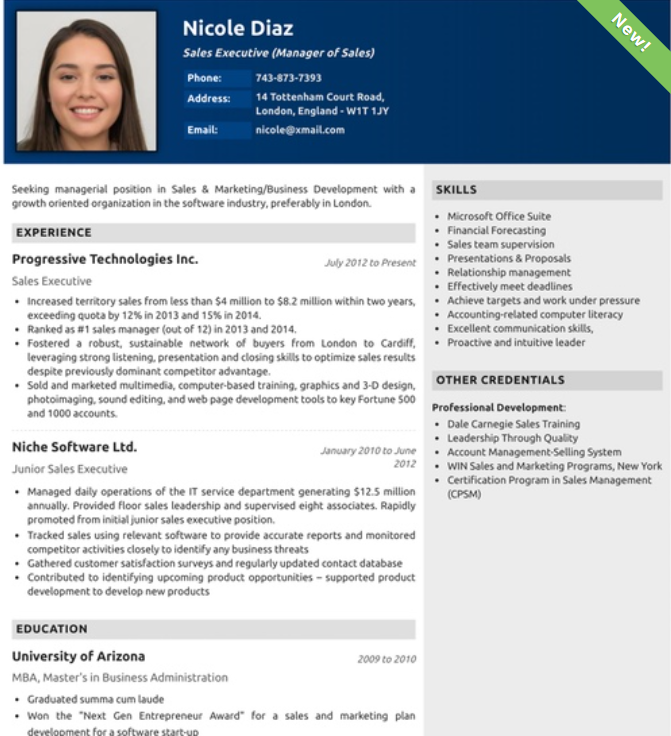 Nicole Diaz
New!
Sales Executive (Manager of Sales)
Phone: 743-873-7393
Address: 14 Tottenham Court Road,
London, England - W1T 1JY
Email: nicole@xmail.com
Seeking managerial position in Sales & Marketing/Business Development with a
growth oriented organization in the software industry, preferably in London.
EXPERIENCE
Progressive Technologies Inc. July 2012 to Present
Sales Executive
• Increased territory sales from less than $4 million to $8.2 million within two years,
exceeding quota by 12% in 2013 and 15% in 2014.
• Ranked as #1 sales manager (out of 12) in 2013 and 2014.
• Fostered a robust, sustainable network of buyers from London to Cardiff,
leveraging strong listening, presentation and closing skills to optimize sales results
despite previously dominant competitor advantage.
• Sold and marketed multimedia, computer-based training, graphics and 3-D design,
photoimaging, sound editing, and web page development tools to key Fortune 500
and 1000 accounts.
Niche Software Ltd. January 2010 to June
2012
Junior Sales Executive
• Managed daily operations of the IT service department generating $12.5 million
annually. Provided floor sales leadership and supervised eight associates. Rapidly
promoted from initial junior sales executive position.
• Tracked sales using relevant software to provide accurate reports and monitored
competitor activities closely to identify any business threats
• Gathered customer satisfaction surveys and regularly updated contact database
• Contributed to identifying upcoming product opportunities – supported product
development to develop new products
EDUCATION
University of Arizona 2009 to 2010
MBA, Master's in Business Administration
• Graduated summa cum laude
• Won the "Next Gen Entrepreneur Award" for a sales and marketing plan
development for a software start-up
SKILLS
• Microsoft Office Suite
• Financial Forecasting
• Sales team supervision
• Presentations & Proposals
• Relationship management
• Effectively meet deadlines
• Achieve targets and work under pressure
• Accounting-related computer literacy
• Excellent communication skills,
• Proactive and intuitive leader
OTHER CREDENTIALS
Professional Development:
• Dale Carnegie Sales Training
• Leadership Through Quality
• Account Management-Selling System
• WIN Sales and Marketing Programs, New York
• Certification Program in Sales Management
(CPSM)